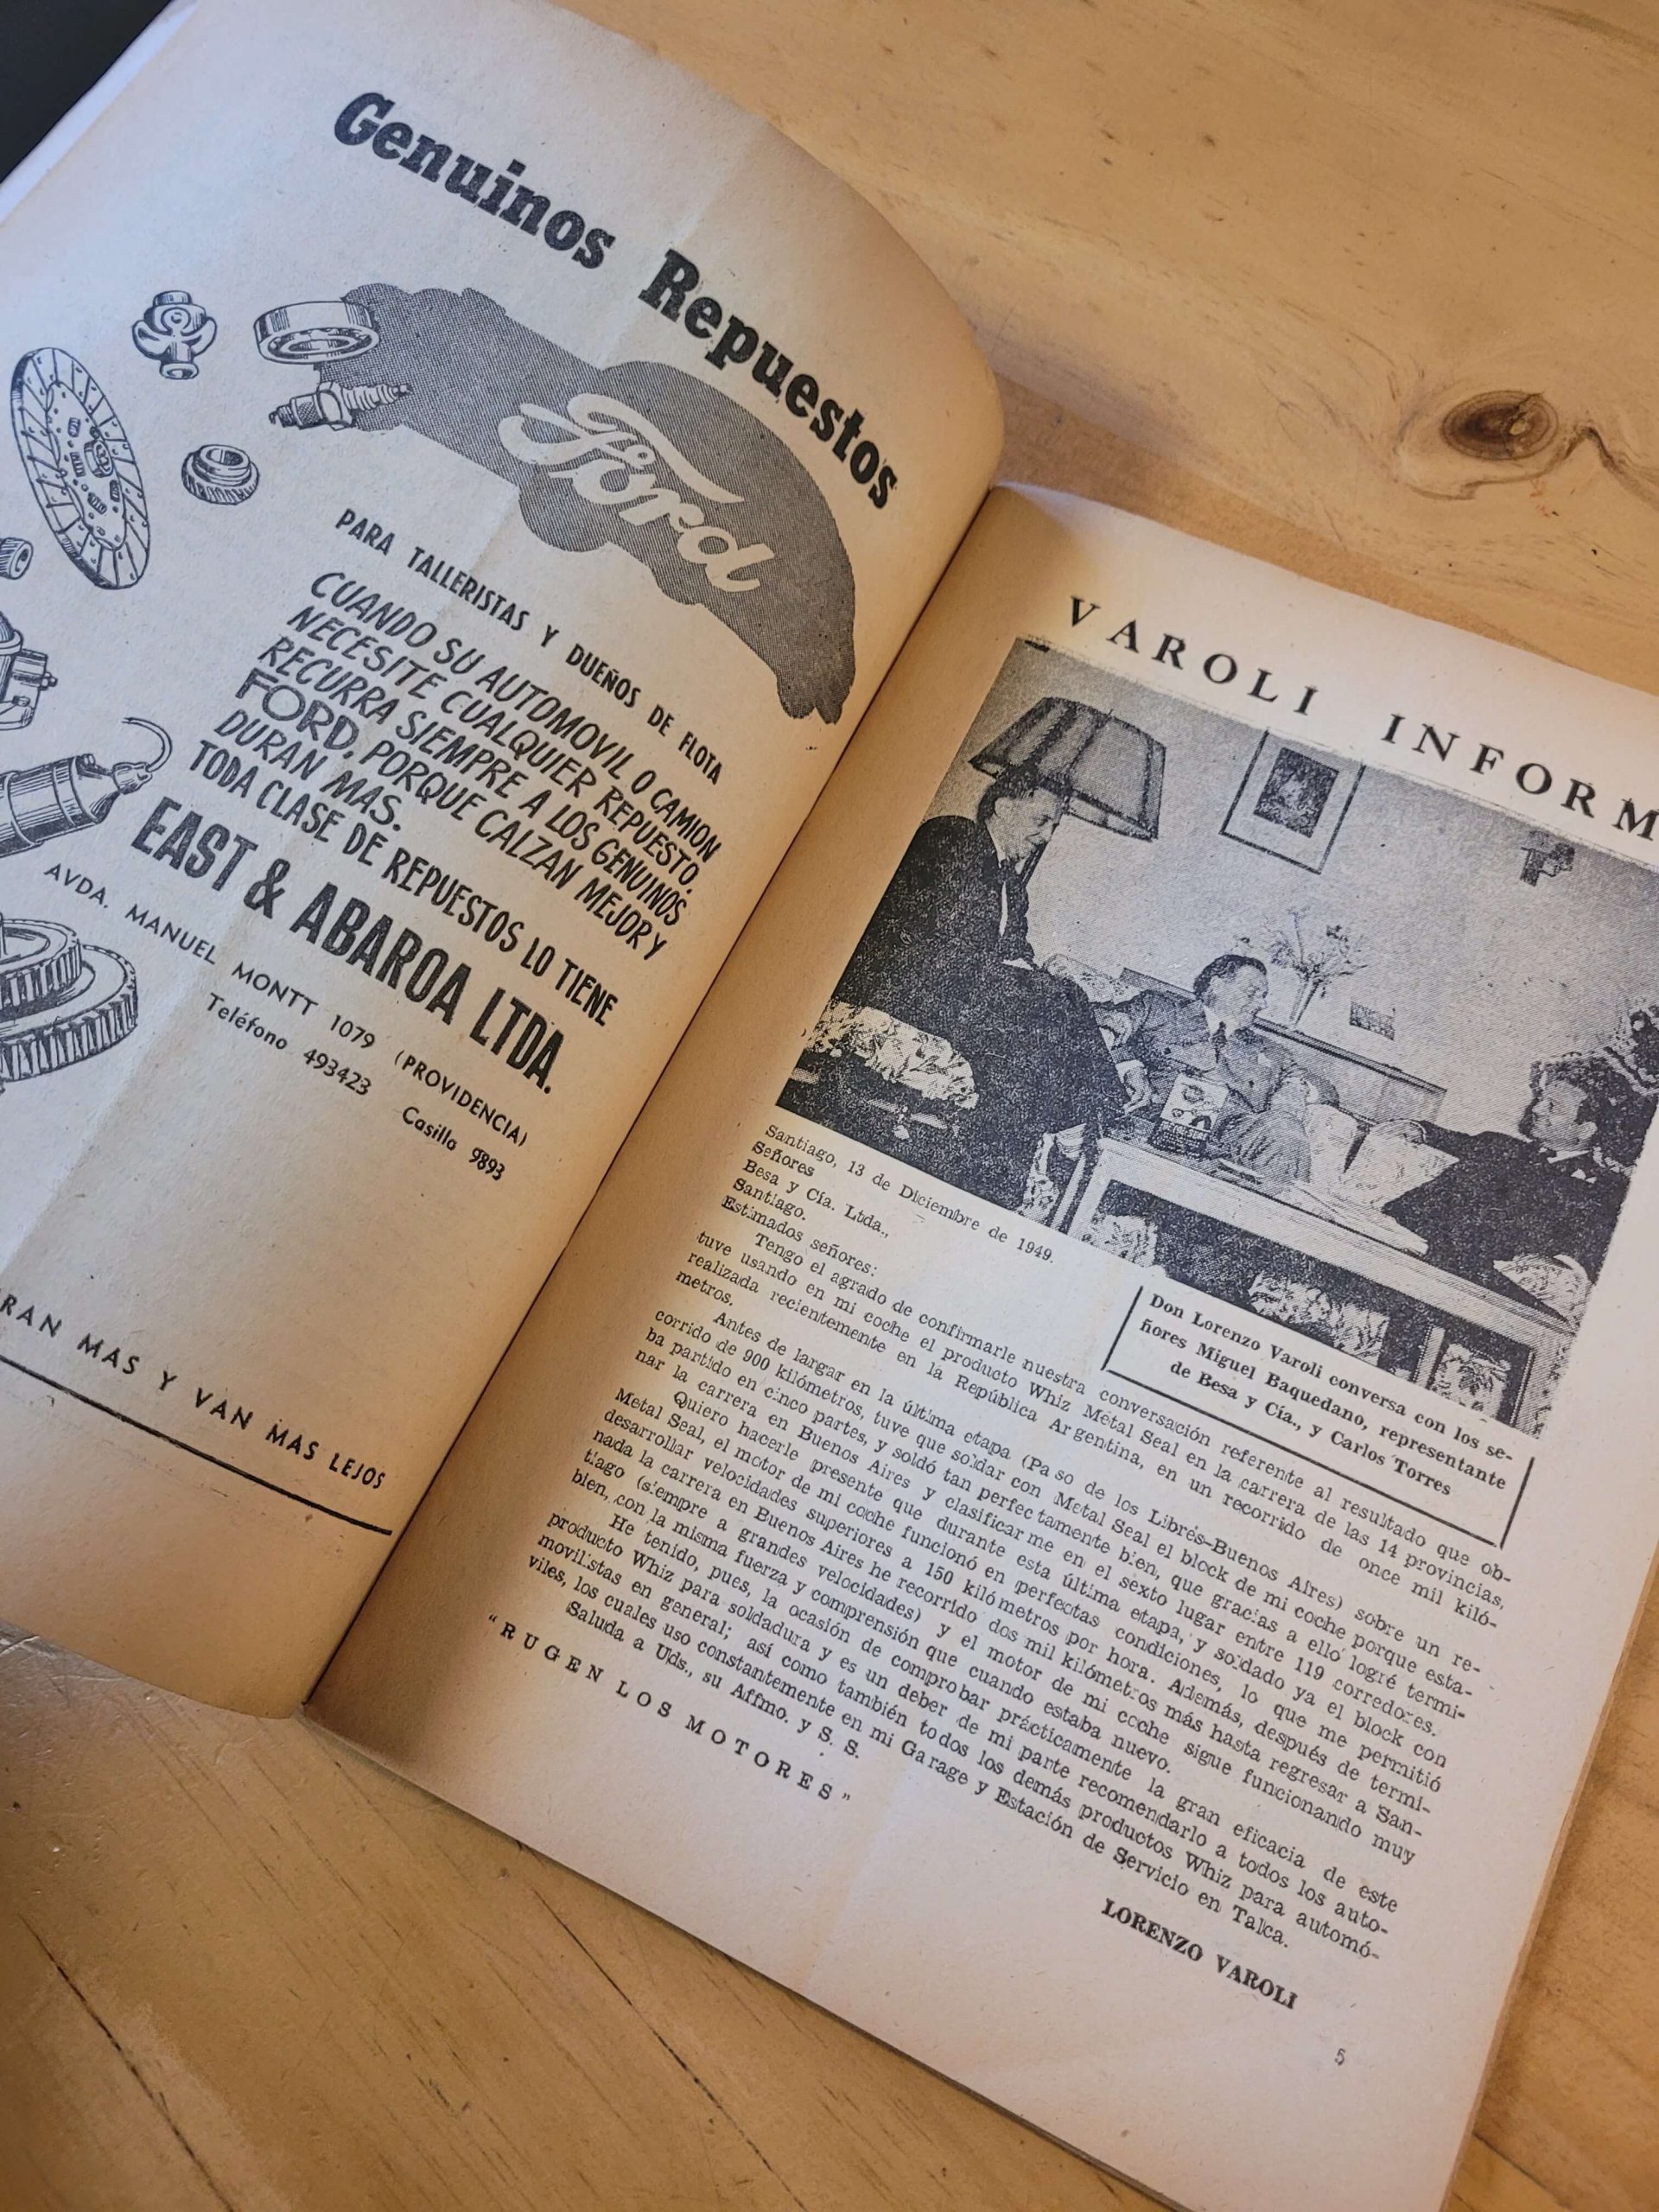 Genuinos Repuestos
Ford
PARA TALLERISTAS Y DUEÑOS DE FLOTA
CUANDO SU AUTOMOVIL O CAMION
NECESITE CUALQUIER REPUESTO,
RECURRA SIEMPRE A LOS GENUINOS
FORD, PORQUE CALZAN MEJOR Y
DURAN MAS.
TODA CLASE DE REPUESTOS LO TIENE
EAST & ABAROA LTDA.
AVDA. MANUEL MONTT 1079 (PROVIDENCIA)
Teléfono 493423 Casilla 9893
MAS Y VAN MAS LEJOS
VAROLI INFORM
Santiago, 13 de Diciembre de 1949.
Señores
Besa y Cía. Ltda.,
Santiago.
Estimados señores:
Don Lorenzo Varoli conversa con los se-
ñores Miguel Baquedano, representante
de Besa y Cía., y Carlos Torres
Tengo el agrado de confirmarle nuestra conversación referente al resultado que ob-
tuve usando en mi coche el producto Whiz Metal Seal en la carrera de las 14 provincias,
realizada recientemente en la República Argentina, en un recorrido de once mil kiló-
metros.
Antes de largar en la última etapa (Paso de los Libres-Buenos Aires) sobre un re-
corrido de 900 kilómetros, tuve que soldar con Metal Seal el block de mi coche porque esta-
ba partido en cinco partes, y soldó tan perfectamente bien, que gracias a ello logré termi-
nar la carrera en Buenos Aires y clasificarme en el sexto lugar entre 119 corredores.
Quiero hacerle presente que durante esta última etapa, y soldado ya el block con
Metal Seal, el motor de mi coche funcionó en perfectas condiciones, lo que me permitió
desarrollar velocidades superiores a 150 kilómetros por hora. Además, después de termi-
nada la carrera en Buenos Aires he recorrido dos mil kilómetros más hasta regresar a San-
tiago (siempre a grandes velocidades) y el motor de mi coche sigue funcionando muy
bien, con la misma fuerza y comprensión que cuando estaba nuevo.
He tenido, pues, la ocasión de comprobar prácticamente la gran eficacia de este
producto Whiz para soldadura y es un deber de mi parte recomendarlo a todos los auto-
movilistas en general; así como también todos los demás productos Whiz para automó-
viles, los cuales uso constantemente en mi Garage y Estación de Servicio en Talca.
Saluda a Uds., su Affmo. y S. S.
LORENZO VAROLI
"RUGEN LOS MOTORES"
5